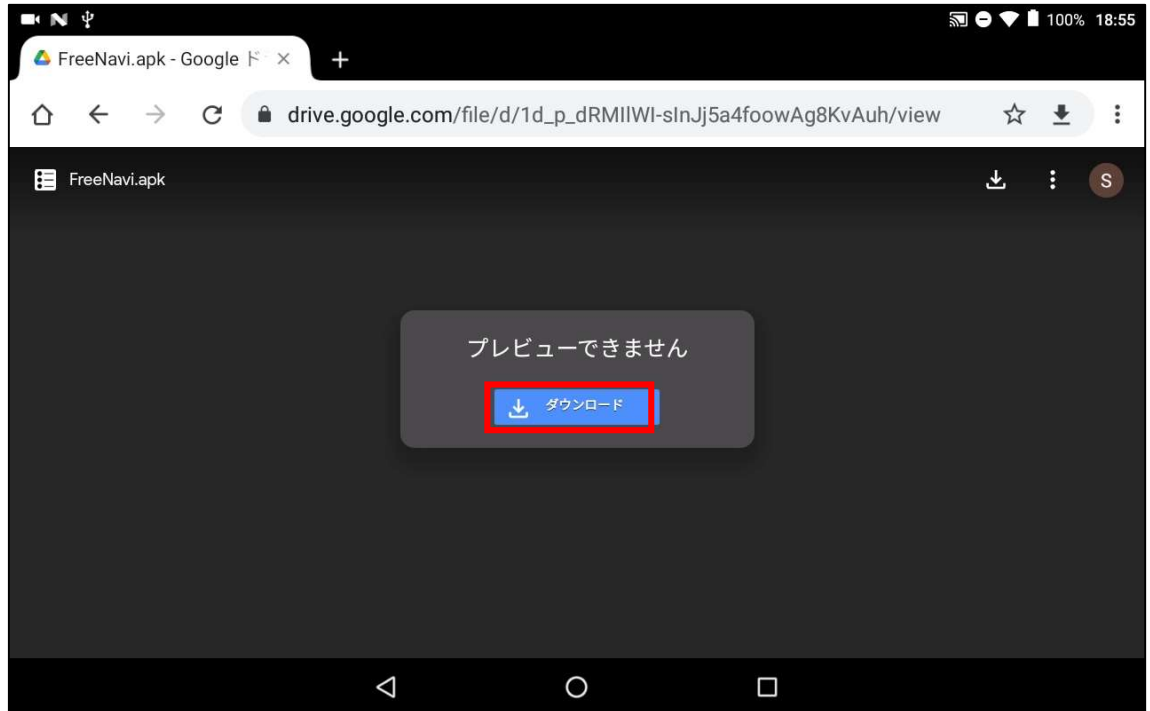 100% 18:55
FreeNavi.apk - Google ド
drive.google.com/file/d/1d_p_dRMIlWI-sInJj5a4foowAg8KvAuh/view
FreeNavi.apk
S
プレビューできません
ダウンロード